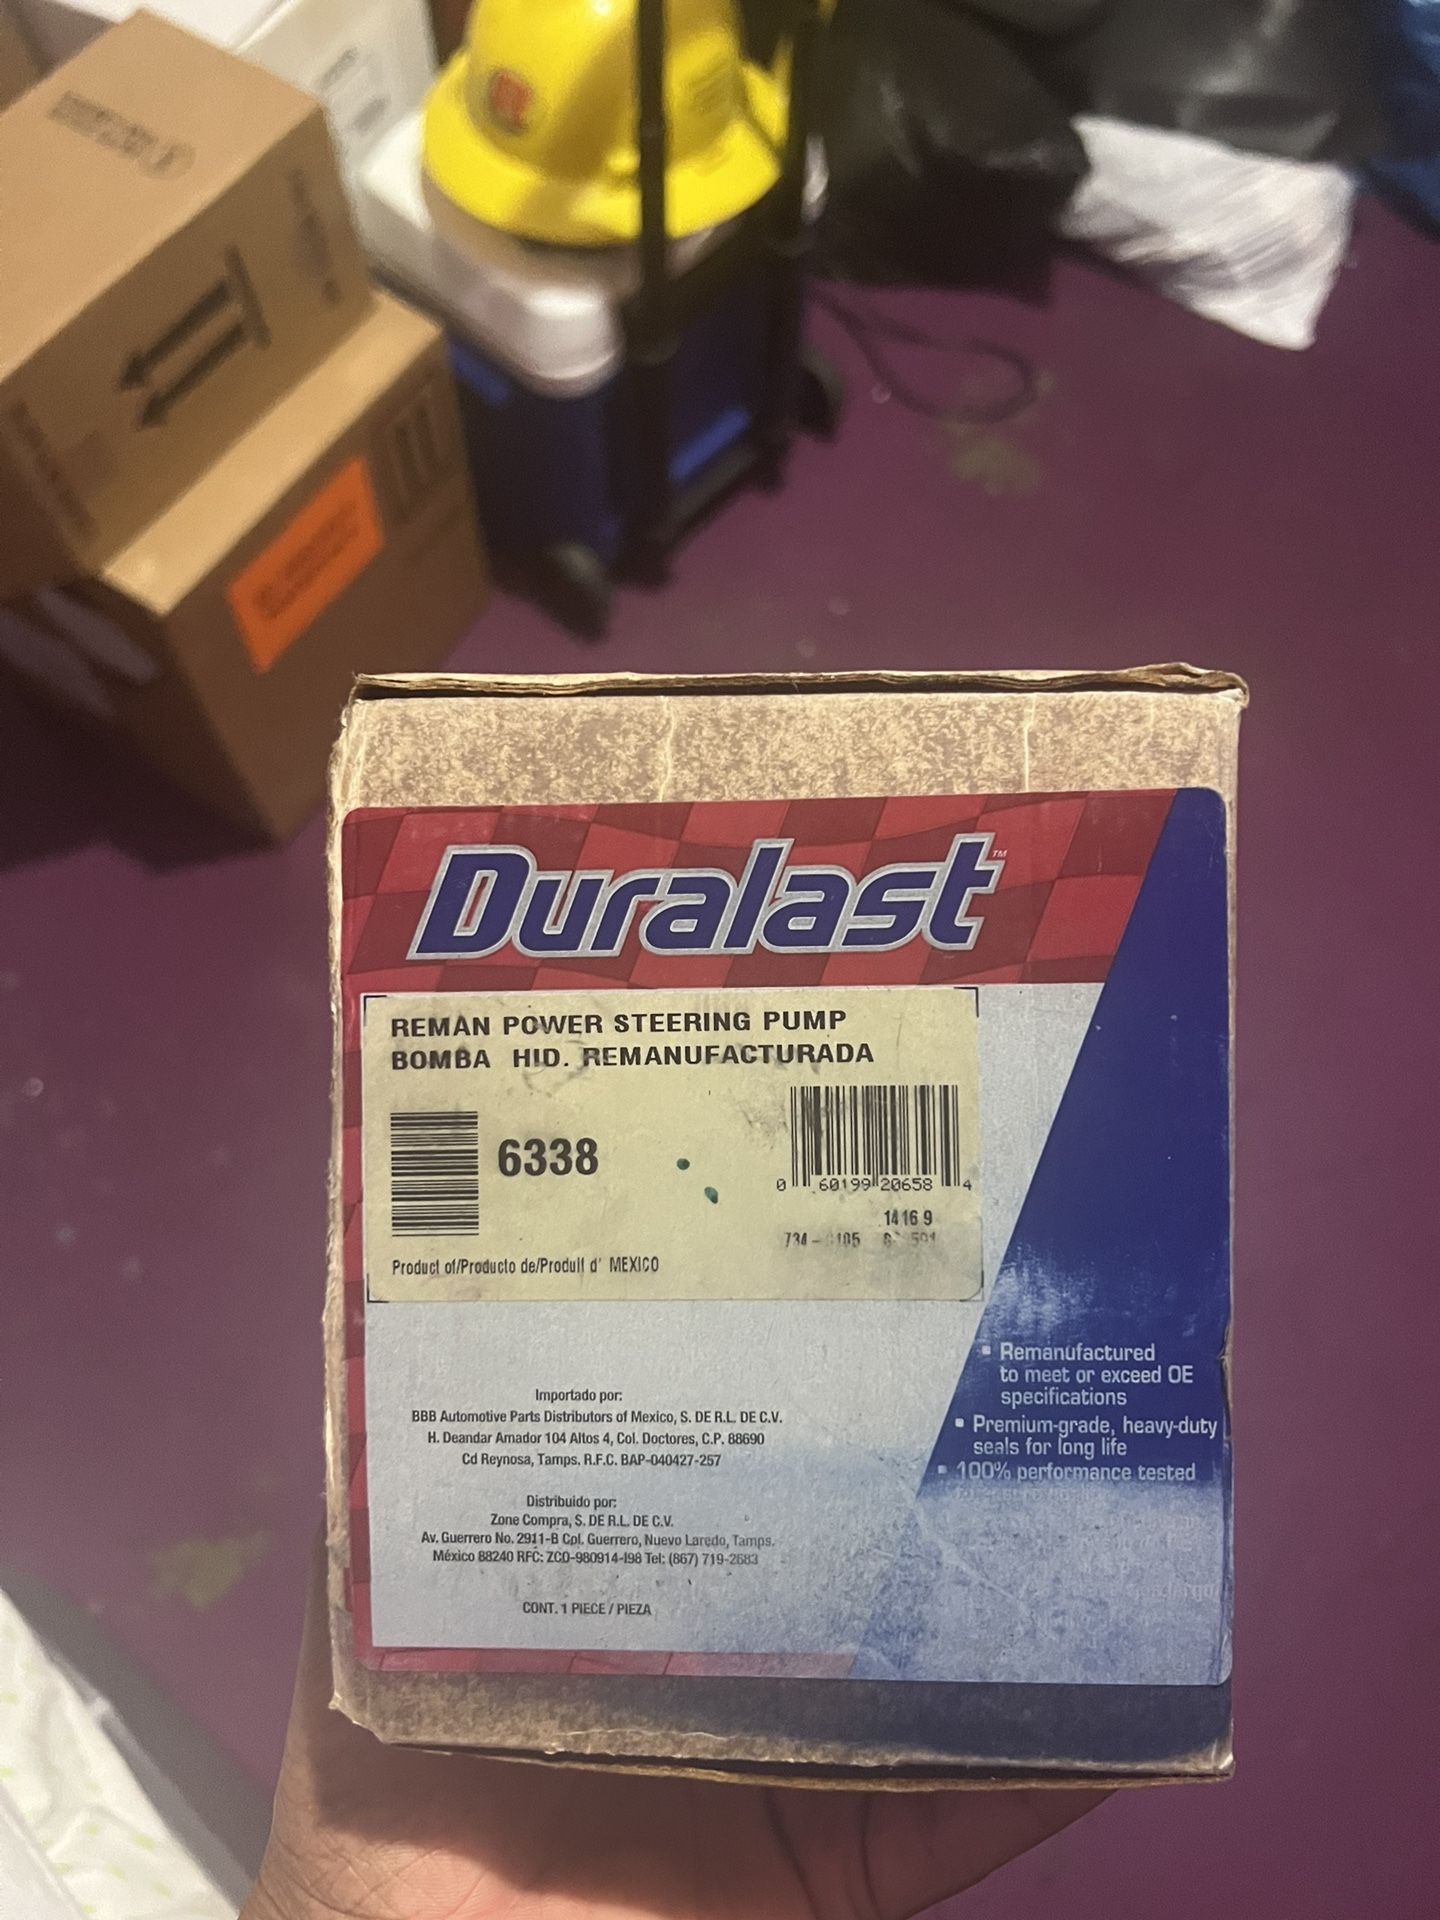 Duralast™
REMAN POWER STEERING PUMP
BOMBA HID. REMANUFACTURADA
6338
0 60199 20658 4
1416 9
734-
Product of/Producto de/Produit d' MEXICO
Remanufactured
to meet or exceed OE
specifications
Premium-grade, heavy-duty
seals for long life
100% performance tested
Importado por:
BBB Automotive Parts Distributors of Mexico, S. DE R.L. DE C.V.
H. Deandar Amador 104 Altos 4, Col. Doctores, C.P. 88690
Cd Reynosa, Tamps. R.F.C. BAP-040427-257
Distribuido por:
Zone Compra, S. DE R.L. DE C.V.
Av. Guerrero No. 2911-B Col. Guerrero, Nuevo Laredo, Tamps.
México 88240 RFC: ZCO-980914-I98 Tel: (867) 719-2683
CONT. 1 PIECE / PIEZA